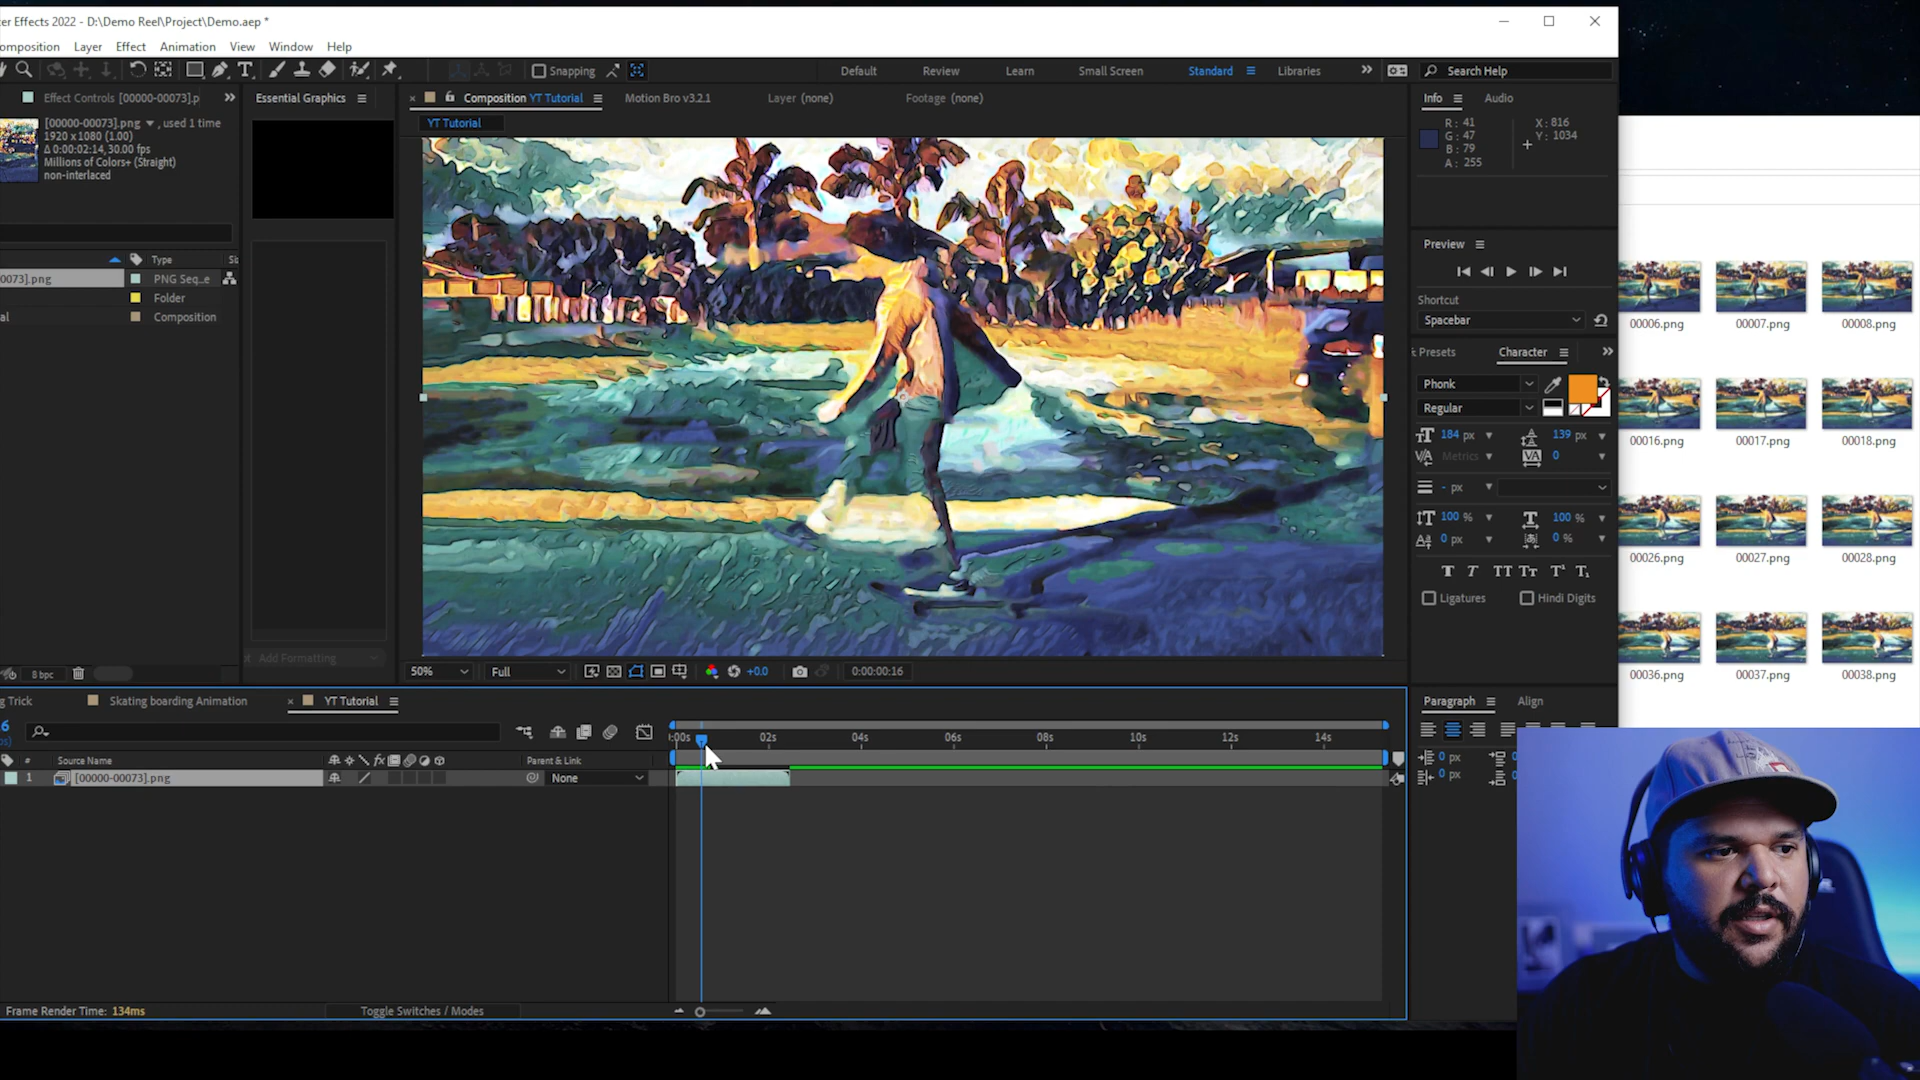 ter Effects 2022 - D:\Demo Reel\Project\Demo.aep *
omposition Layer Effect Animation View Window Help
Snapping
Default Review Learn Small Screen Standard Libraries Search Help
Effect Controls [00000-00073].p
Essential Graphics
Composition YT Tutorial
Motion Bro v3.2.1
Layer (none)
Footage (none)
Info Audio
YT Tutorial
[00000-00073].png , used 1 time
1920 x 1080 (1.00)
Δ 0:00:02:14, 30.00 fps
Millions of Colors+ (Straight)
non-interlaced
R: 41
G: 47
B: 79
A: 255
X: 816
Y: 1034
Type Si
0073].png PNG Seq...e
Folder
al Composition
Preview
Shortcut
Spacebar
& Presets Character
Phonk
Regular
184 px 139 px
Metrics 0
- px
100 % 100 %
0 px 0 %
T T TT Tr T¹ T₁
Ligatures Hindi Digits
00006.png 00007.png 00008.png
00016.png 00017.png 00018.png
00026.png 00027.png 00028.png
00036.png 00037.png 00038.png
Add Formatting
8 bpc
50% Full +0.0 0:00:00:16
g Trick Skating boarding Animation YT Tutorial
Paragraph Align
:00s 02s 04s 06s 08s 10s 12s 14s
# Source Name Parent & Link
1 [00000-00073].png None
0 px
0 px
Frame Render Time: 134ms
Toggle Switches / Modes